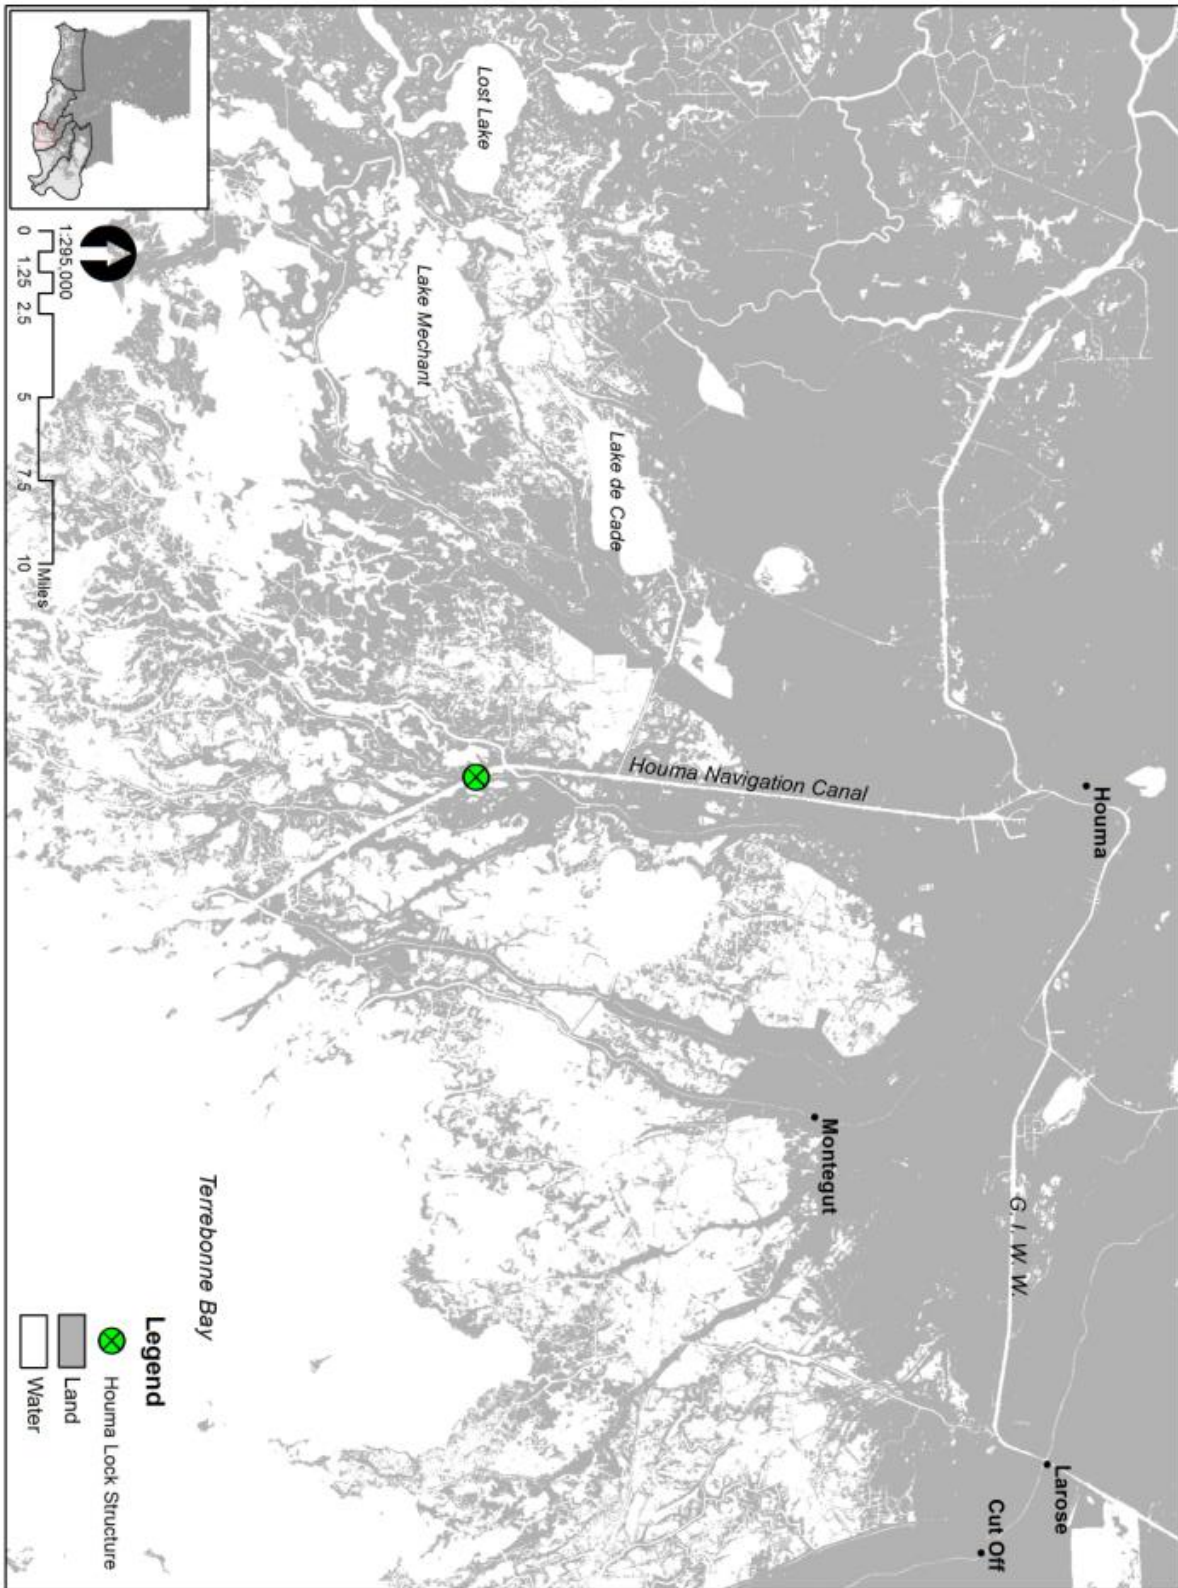 Lost Lake
Lake Mechant
Lake de Cade
Houma Navigation Canal
Houma
Montegut
G. I. W. W.
Larose
Cut Off
Terrebonne Bay
1:295,000
0 1.25 2.5 5 7.5 10
Miles
Legend
Houma Lock Structure
Land
Water